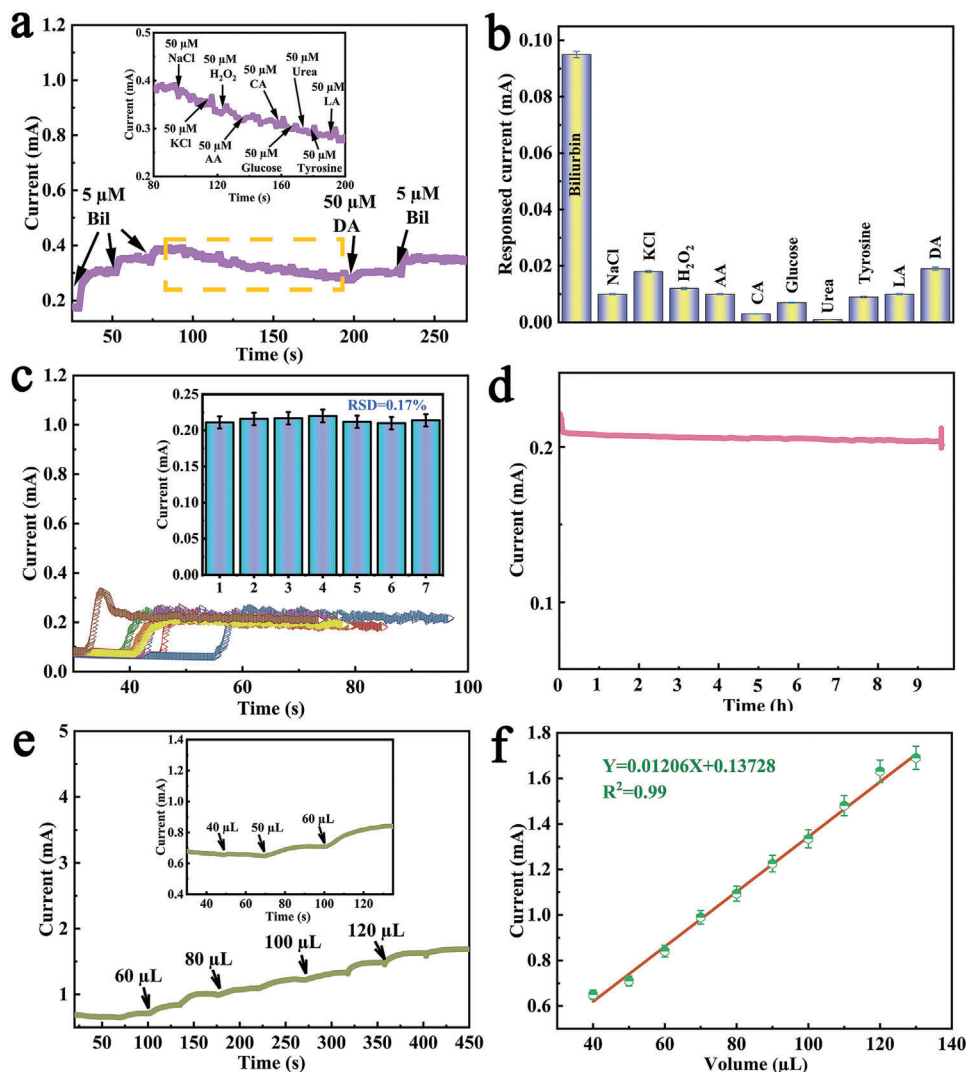 a
1.2
1.0
0.8
0.6
0.4
0.2
Current (mA)
50
100
150
200
250
Time (s)
5 µM
Bil
50 µM
DA
5 µM
Bil
0.5
0.4
0.3
0.2
Current (mA)
80
120
160
200
Time (s)
50 µM
NaCl
50 µM
KCl
50 µM
H2O2
50 µM
AA
50 µM
CA
50 µM
Glucose
50 µM
Urea
50 µM
Tyrosine
50 µM
LA
b
0.10
0.08
0.06
0.04
0.02
0.00
Responsed current (mA)
Biliurbin
NaCl
KCl
H2O2
AA
CA
Glucose
Urea
Tyrosine
LA
DA
c
1.2
1.0
0.8
0.6
0.4
0.2
0.0
Current (mA)
40
60
80
100
Time (s)
RSD=0.17%
0.25
0.20
0.15
0.10
0.05
0.00
Current (mA)
1
2
3
4
5
6
7
d
0.2
0.1
Current (mA)
0
1
2
3
4
5
6
7
8
9
Time (h)
e
5
4
3
2
1
0
Current (mA)
50
100
150
200
250
300
350
400
450
Time (s)
60 µL
80 µL
100 µL
120 µL
1.4
1.2
1.0
0.8
0.6
0.4
Current (mA)
40
60
80
100
120
Time (s)
40 µL
50 µL
60 µL
f
1.8
1.6
1.4
1.2
1.0
0.8
0.6
Current (mA)
40
60
80
100
120
140
Volume (µL)
Y=0.01206X+0.13728
R²=0.99